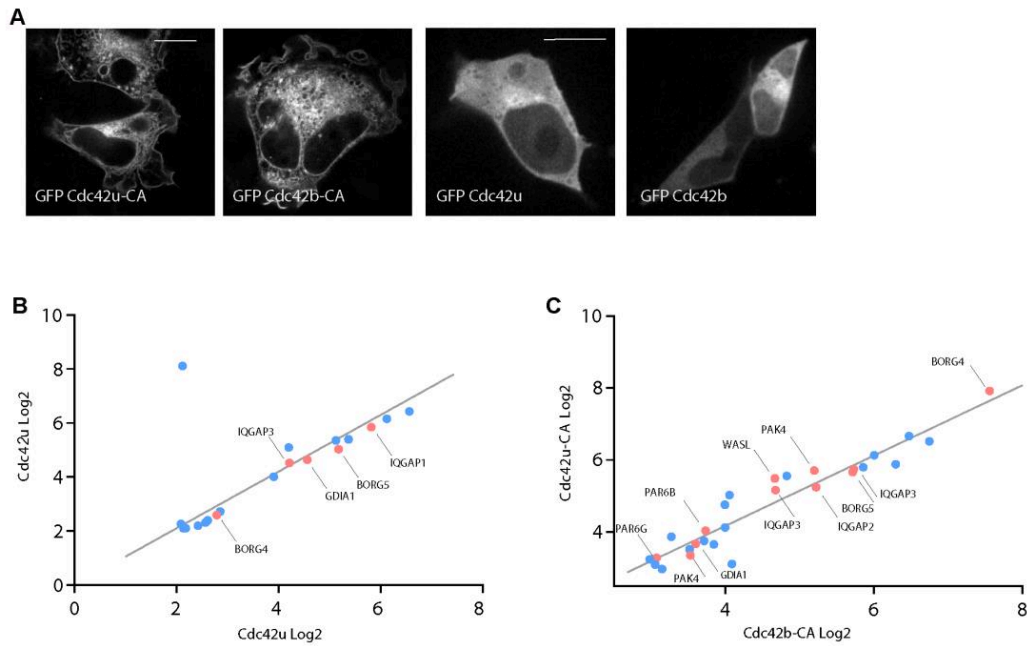 A
GFP Cdc42u-CA
GFP Cdc42b-CA
GFP Cdc42u
GFP Cdc42b
B
10
8
6
4
2
0
0
2
4
6
8
Cdc42u Log2
Cdc42u Log2
IQGAP3
IQGAP1
GDIA1
BORG5
BORG4
C
10
8
6
4
4
6
8
Cdc42u-CA Log2
Cdc42b-CA Log2
BORG4
PAK4
WASL
IQGAP3
PAR6B
BORG5
IQGAP3
IQGAP2
PAR6G
GDIA1
PAK4